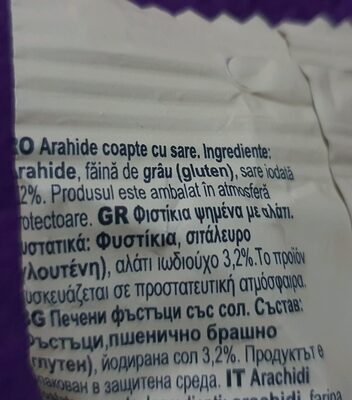 RO Arahide coapte cu sare. Ingrediente:
Arahide, făină de grâu (gluten), sare iodată
3,2%. Produsul este ambalat în atmosferă
protectoare. GR Φιστίκια ψημένα με αλάτι.
Συστατικά: Φυστίκια, σιτάλευρο
(γλουτένη), αλάτι ιωδιούχο 3,2%.Το προϊόν
συσκευάζεται σε προστατευτική ατμόσφαιρα.
BG Печени фъстъци със сол. Състав:
фъстъци,пшенично брашно
(глутен), йодирана сол 3,2%. Продуктът е
опакован в защитена среда. IT Arachidi
arachidi, farina